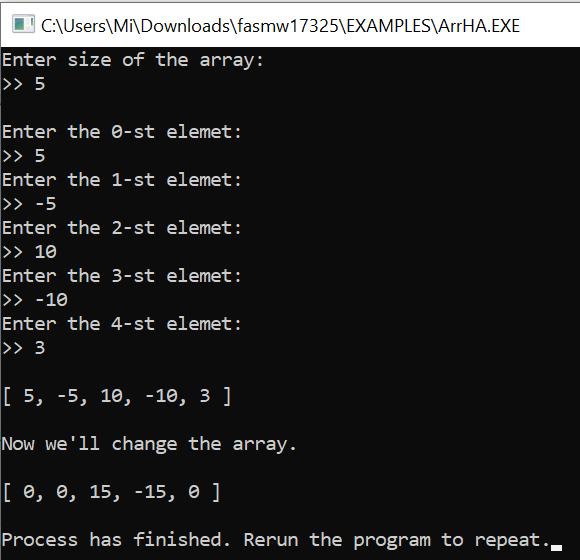 C:\Users\Mi\Downloads\fasmw17325\EXAMPLES\ArrHA.EXE
Enter size of the array:
>> 5
Enter the 0-st elemet:
>> 5
Enter the 1-st elemet:
>> -5
Enter the 2-st elemet:
>> 10
Enter the 3-st elemet:
>> -10
Enter the 4-st elemet:
>> 3
[ 5, -5, 10, -10, 3 ]
Now we'll change the array.
[ 0, 0, 15, -15, 0 ]
Process has finished. Rerun the program to repeat.